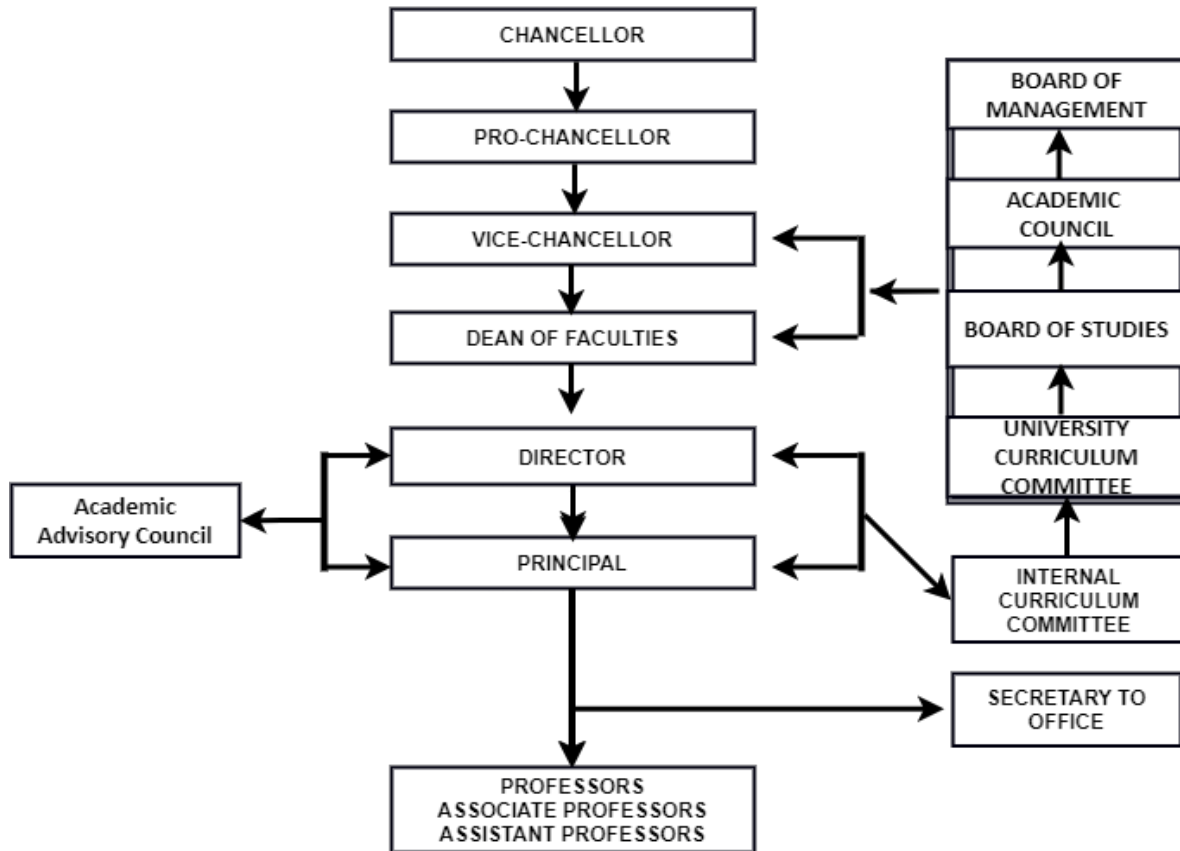 CHANCELLOR
PRO-CHANCELLOR
VICE-CHANCELLOR
DEAN OF FACULTIES
DIRECTOR
PRINCIPAL
PROFESSORS
ASSOCIATE PROFESSORS
ASSISTANT PROFESSORS
Academic
Advisory Council
BOARD OF
MANAGEMENT
ACADEMIC
COUNCIL
BOARD OF STUDIES
UNIVERSITY
CURRICULUM
COMMITTEE
INTERNAL
CURRICULUM
COMMITTEE
SECRETARY TO
OFFICE